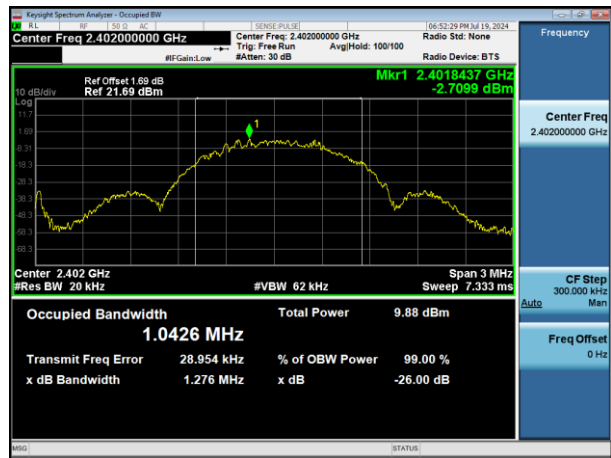 Keysight Spectrum Analyzer - Occupied BW
RL RF 50 Ω AC SENSE:PULSE 06:52:29 PM Jul 19, 2024
Center Freq 2.402000000 GHz Center Freq: 2.402000000 GHz Radio Std: None
Trig: Free Run Avg|Hold: 100/100
#IFGain:Low #Atten: 30 dB Radio Device: BTS
Frequency
Ref Offset 1.69 dB Mkr1 2.4018437 GHz
10 dB/div Ref 21.69 dBm -2.7099 dBm
Log
11.7
1.69
-8.31
-18.3
-28.3
-38.3
-48.3
-58.3
-68.3
1
Center 2.402 GHz Span 3 MHz
#Res BW 20 kHz #VBW 62 kHz Sweep 7.333 ms
Occupied Bandwidth Total Power 9.88 dBm
1.0426 MHz
Transmit Freq Error 28.954 kHz % of OBW Power 99.00 %
x dB Bandwidth 1.276 MHz x dB -26.00 dB
Center Freq
2.402000000 GHz
CF Step
300.000 kHz
Auto Man
Freq Offset
0 Hz
MSG STATUS